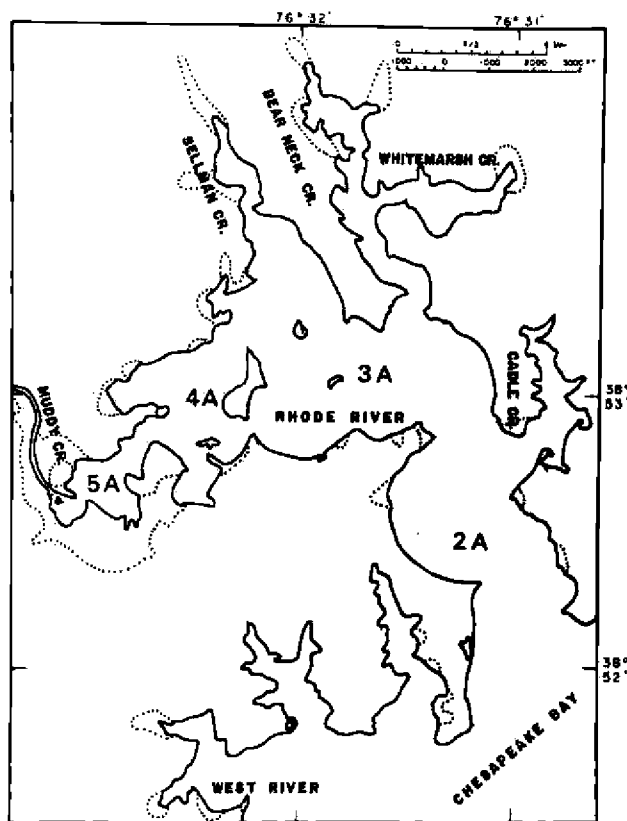 76° 32'
76° 31'
0 1/2 1 KM
1000 0 1000 2000 3000 FT
BEAR NECK CR.
SELLMAN CR.
WHITEMARSH CR.
CADLE CR.
38°
53'
3A
4A
RHODE RIVER
MUDDY CR.
5A
2A
38°
52'
CHESAPEAKE BAY
WEST RIVER